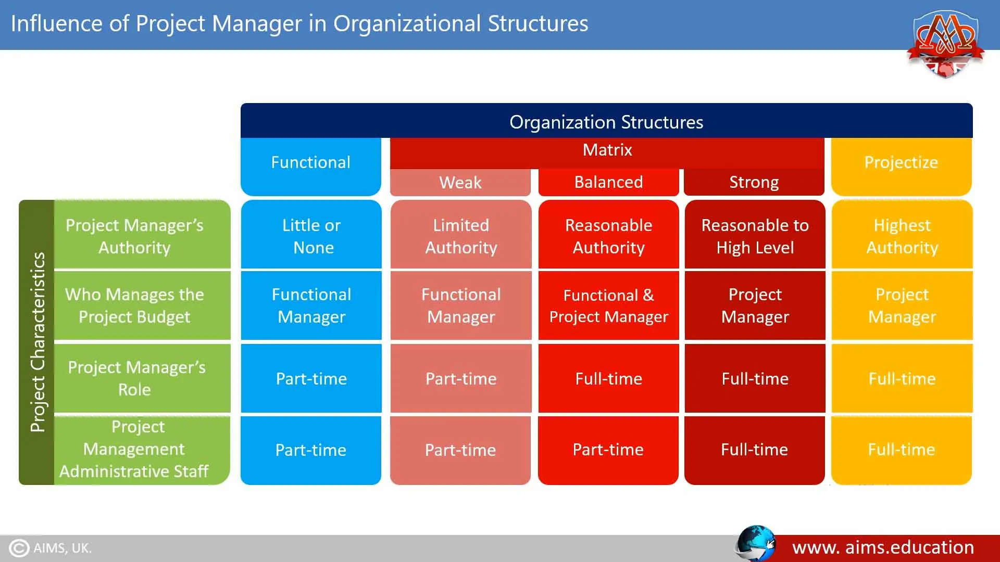 Influence of Project Manager in Organizational Structures
Organization Structures
Functional
Matrix
Projectize
Weak
Balanced
Strong
Project Characteristics
Project Manager’s
Authority
Little or
None
Limited
Authority
Reasonable
Authority
Reasonable to
High Level
Highest
Authority
Who Manages the
Project Budget
Functional
Manager
Functional
Manager
Functional &
Project Manager
Project
Manager
Project
Manager
Project Manager’s
Role
Part-time
Part-time
Full-time
Full-time
Full-time
Project
Management
Administrative Staff
Part-time
Part-time
Part-time
Full-time
Full-time
© AIMS, UK.
www. aims.education